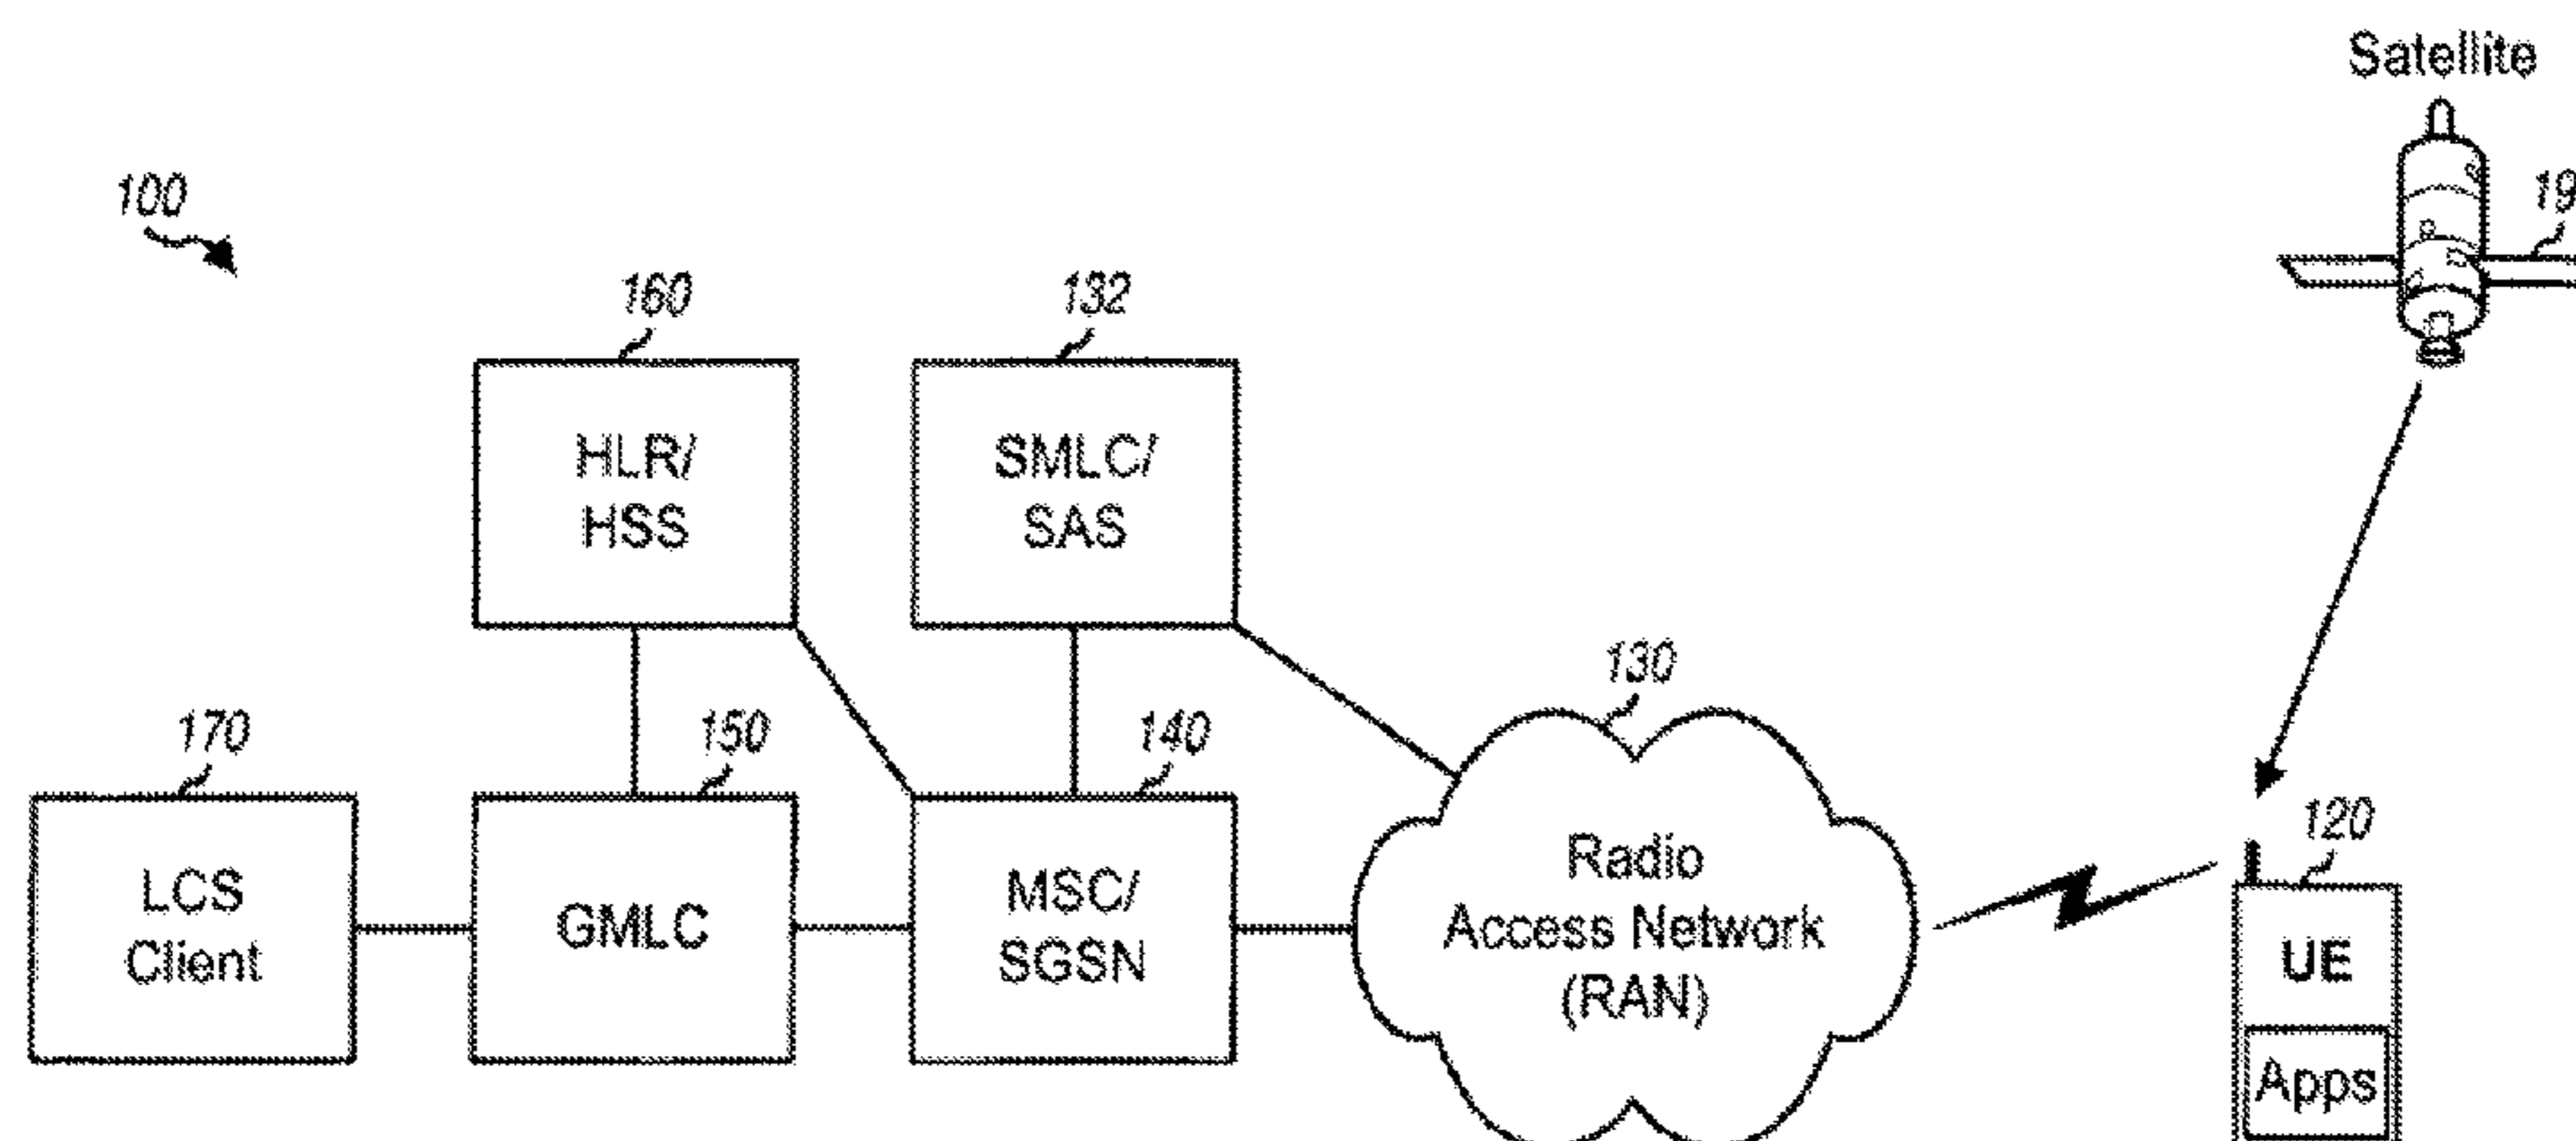 Satellite
100
19
160
132
HLR/
HSS
SMLC/
SAS
130
170
150
140
120
LCS
Client
GMLC
MSC/
SGSN
Radio
Access Network
(RAN)
UE
Apps